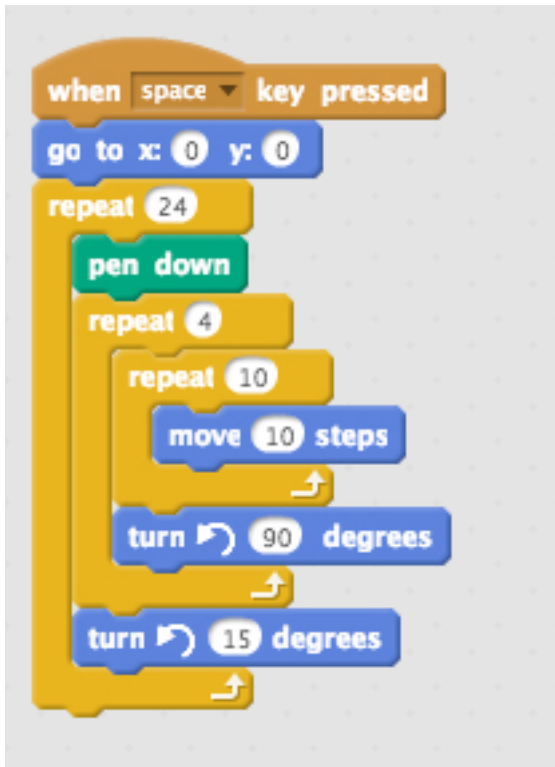 when space key pressed
go to x: 0 y: 0
repeat 24
pen down
repeat 4
repeat 10
move 10 steps
turn 90 degrees
turn 15 degrees